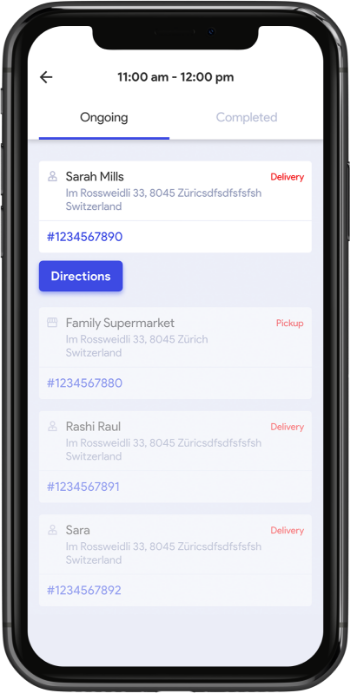 11:00 am - 12:00 pm
Ongoing
Completed
Sarah Mills
Delivery
Im Rossweidli 33, 8045 Züricsdfsdfsfsfsh
Switzerland
#1234567890
Directions
Family Supermarket
Pickup
Im Rossweidli 33, 8045 Zürich
Switzerland
#1234567880
Rashi Raul
Delivery
Im Rossweidli 33, 8045 Züricsdfsdfsfsfsh
Switzerland
#1234567891
Sara
Delivery
Im Rossweidli 33, 8045 Züricsdfsdfsfsfsh
Switzerland
#1234567892